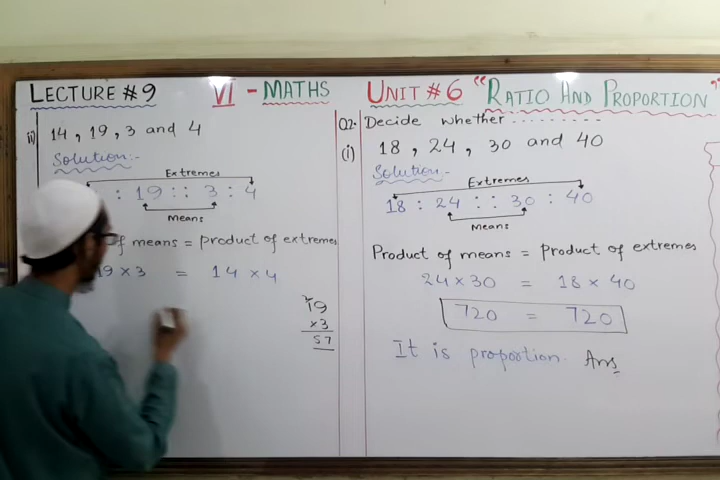 LECTURE #9 VI - MATHS UNIT #6 "RATIO AND PROPORTION"
ii) 14, 19, 3 and 4
Solution:-
Extremes
: 19 :: 3 : 4
Means
of means = product of extremes
19 × 3 = 14 × 4
2
19
×3
57
Q2- Decide whether ..........
(i) 18, 24, 30 and 40
Solution:-
Extremes
18 : 24 :: 30 : 40
Means
Product of means = product of extremes
24 × 30 = 18 × 40
720 = 720
It is proportion. Ans